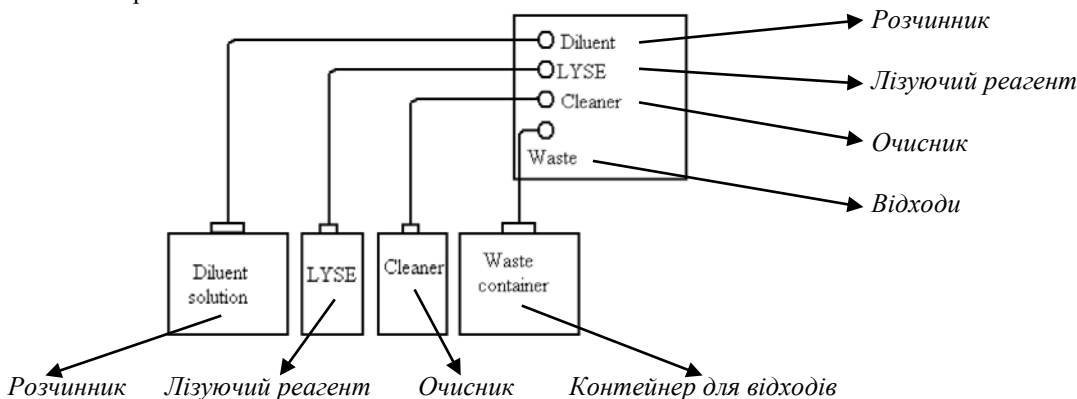 Diluent
Розчинник
LYSE
Лізуючий реагент
Cleaner
Очисник
Waste
Відходи
Diluent
solution
LYSE
Cleaner
Waste
container
Розчинник Лізуючий реагент Очисник Контейнер для відходів